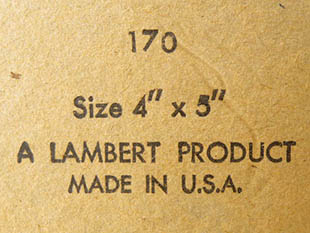 170
Size 4" x 5"
A LAMBERT PRODUCT
MADE IN U.S.A.